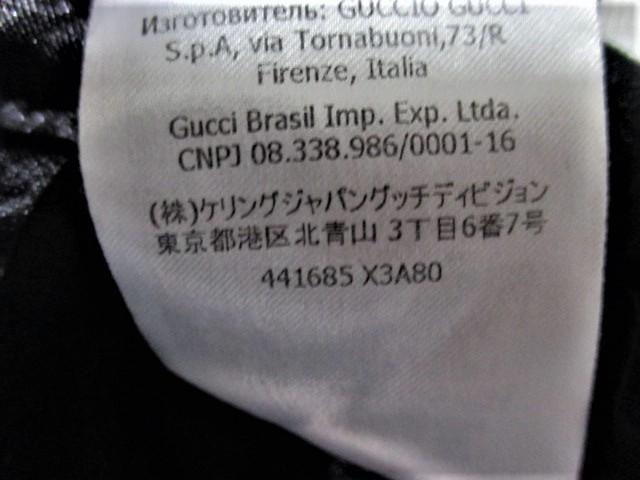 Изготовитель: GUCCIO GUCCI
S.p.A, via Tornabuoni,73/R
Firenze, Italia
Gucci Brasil Imp. Exp. Ltda.
CNPJ 08.338.986/0001-16
(株)ケリングジャパングッチディビジョン
東京都港区北青山 3丁目6番7号
441685 X3A80